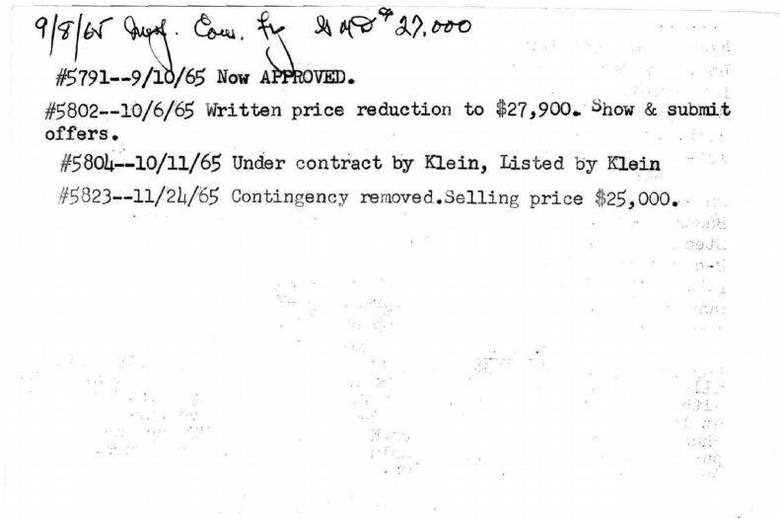 9/8/65 $27,000
#5791--9/10/65 Now APPROVED.
#5802--10/6/65 Written price reduction to $27,900. Show & submit
offers.
#5804--10/11/65 Under contract by Klein, Listed by Klein
#5823--11/24/65 Contingency removed.Selling price $25,000.